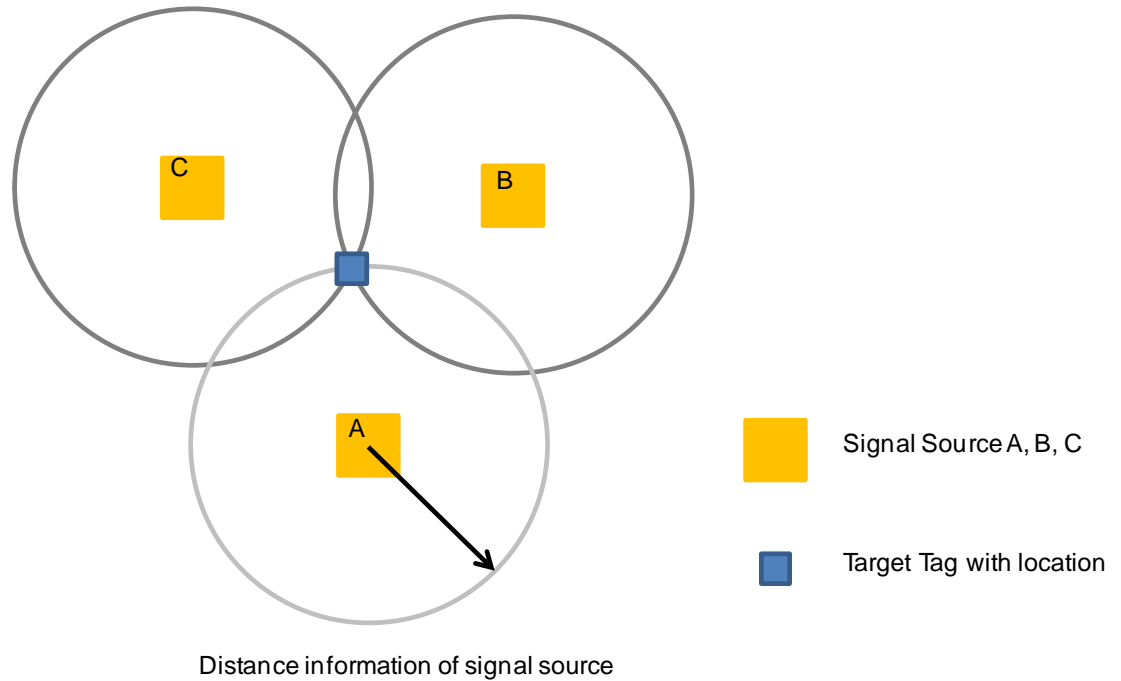 C
B
A
Signal Source A, B, C
Target Tag with location
Distance information of signal source